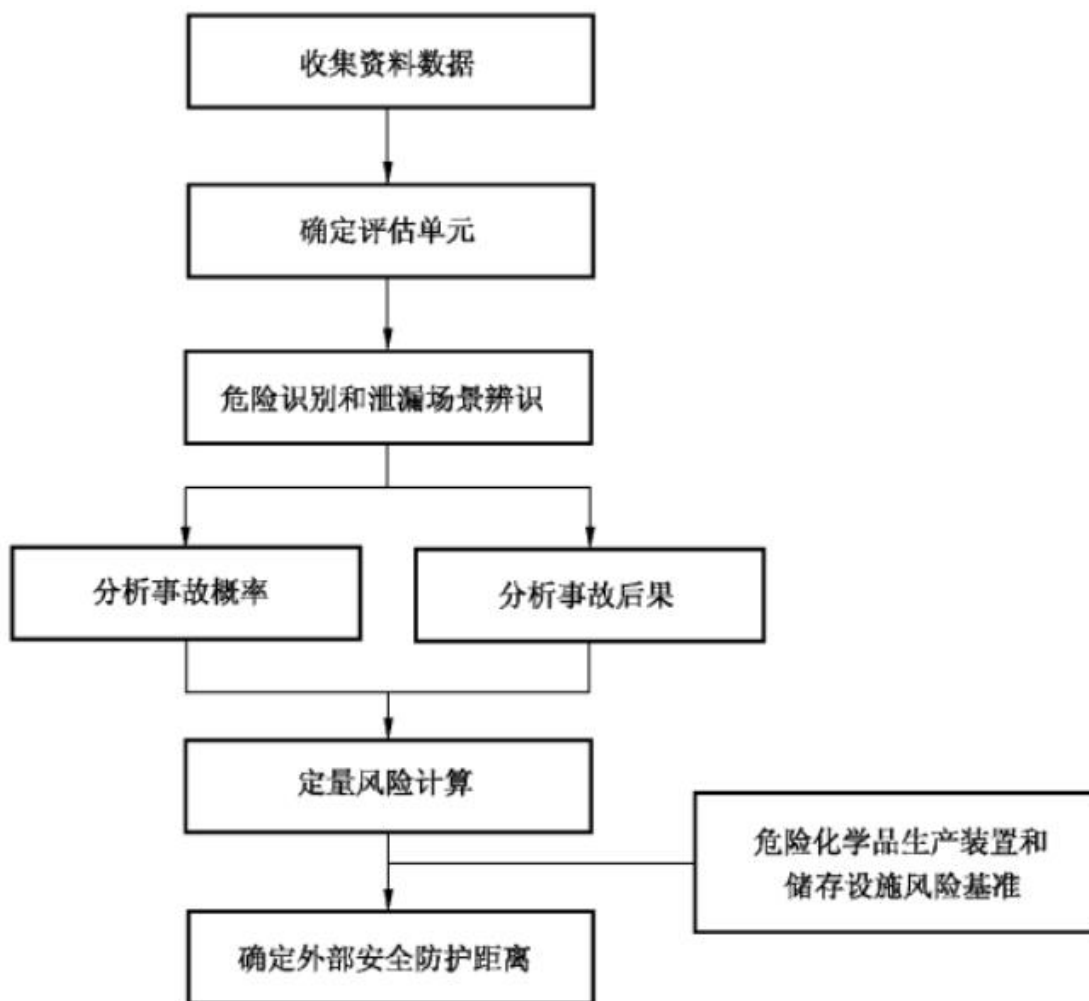 收集资料数据
确定评估单元
危险识别和泄漏场景辨识
分析事故概率
分析事故后果
定量风险计算
危险化学品生产装置和
储存设施风险基准
确定外部安全防护距离